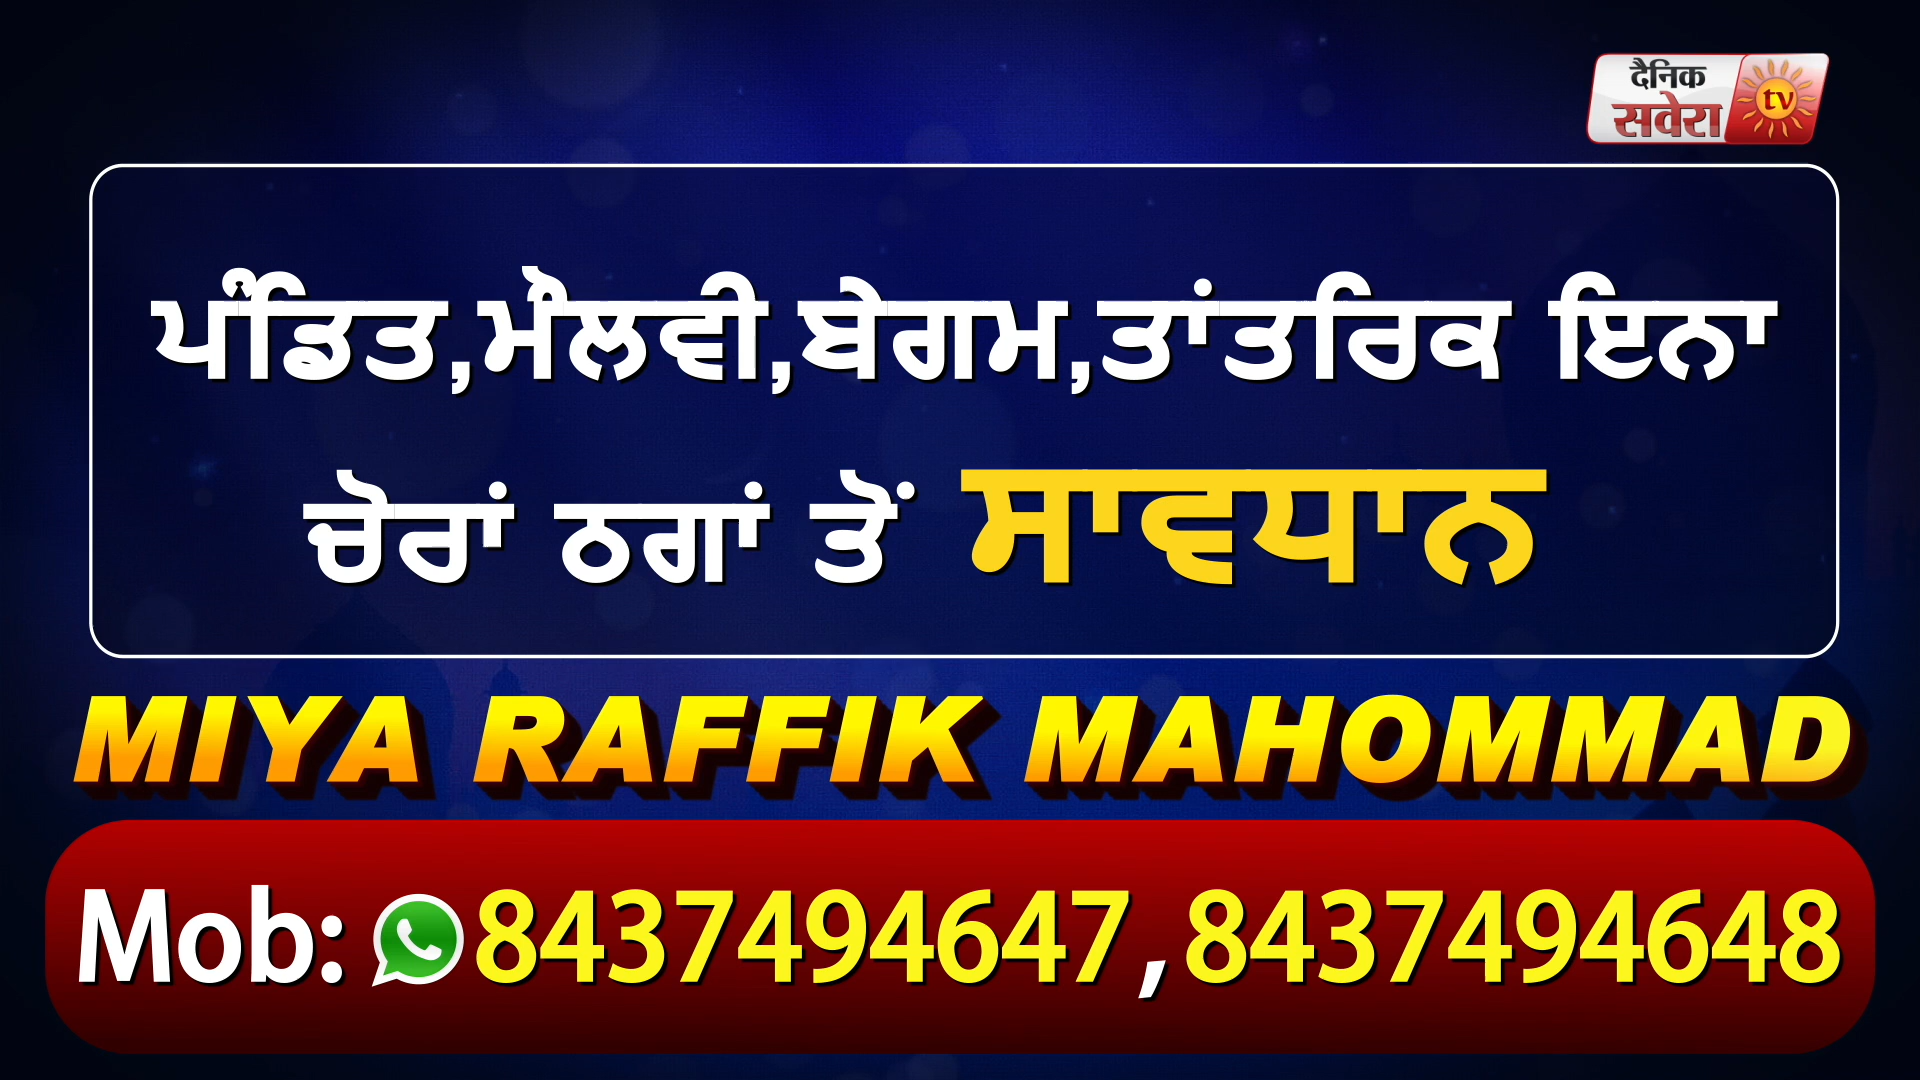 दैनिक
सवेरा tv
ਪੰਡਿਤ,ਮੌਲਵੀ,ਬੇਗਮ,ਤਾਂਤਰਿਕ ਇਨਾ
ਚੋਰਾਂ ਠਗਾਂ ਤੋਂ ਸਾਵਧਾਨ
MIYA RAFFIK MAHOMMAD
Mob: 8437494647, 8437494648